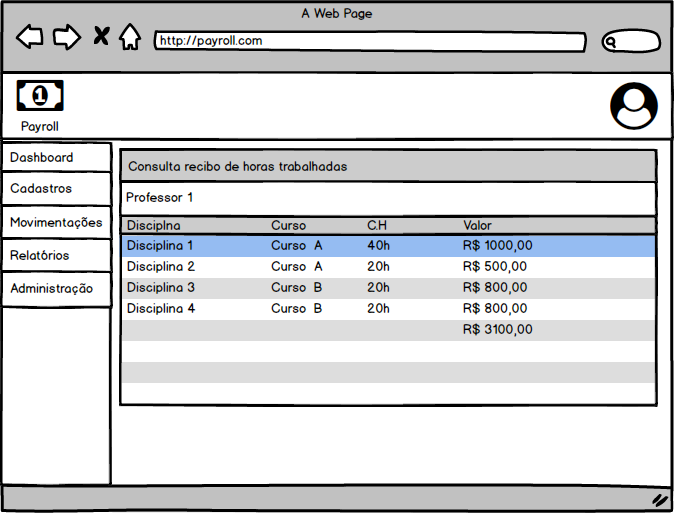 A Web Page
http://payroll.com
1
Payroll
Dashboard
Cadastros
Movimentações
Relatórios
Administração
Consulta recibo de horas trabalhadas
Professor 1
Disciplna Curso C.H Valor
Disciplina 1 Curso A 40h R$ 1000,00
Disciplina 2 Curso A 20h R$ 500,00
Disciplina 3 Curso B 20h R$ 800,00
Disciplina 4 Curso B 20h R$ 800,00
R$ 3100,00